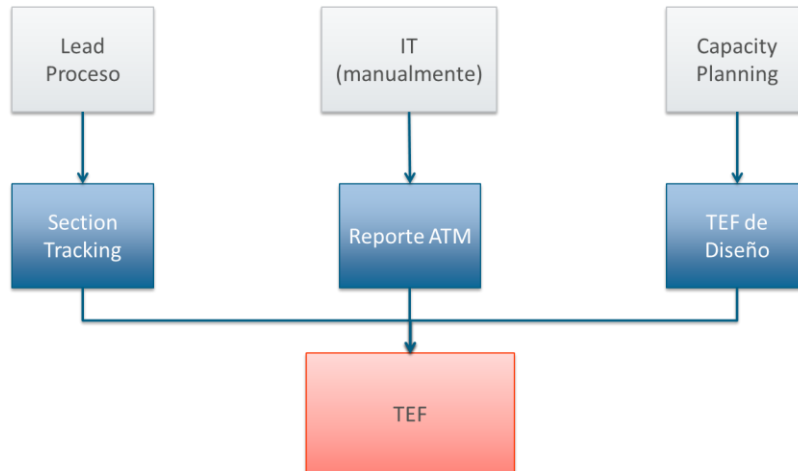 Lead
Proceso
IT
(manualmente)
Capacity
Planning
Section
Tracking
Reporte ATM
TEF de
Diseño
TEF